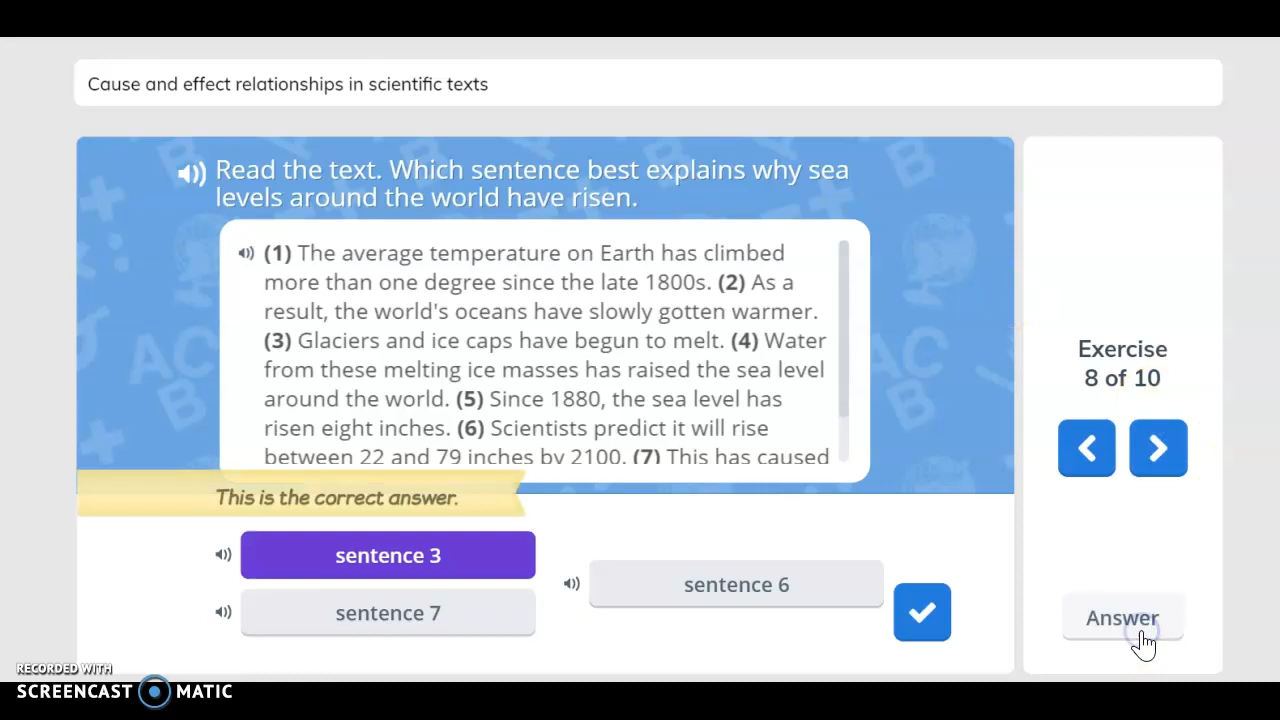 Cause and effect relationships in scientific texts
Read the text. Which sentence best explains why sea
levels around the world have risen.
(1) The average temperature on Earth has climbed
more than one degree since the late 1800s. (2) As a
result, the world's oceans have slowly gotten warmer.
(3) Glaciers and ice caps have begun to melt. (4) Water
from these melting ice masses has raised the sea level
around the world. (5) Since 1880, the sea level has
risen eight inches. (6) Scientists predict it will rise
between 22 and 79 inches by 2100. (7) This has caused
This is the correct answer.
sentence 3
sentence 6
sentence 7
Exercise
8 of 10
Answer
RECORDED WITH
SCREENCAST MATIC